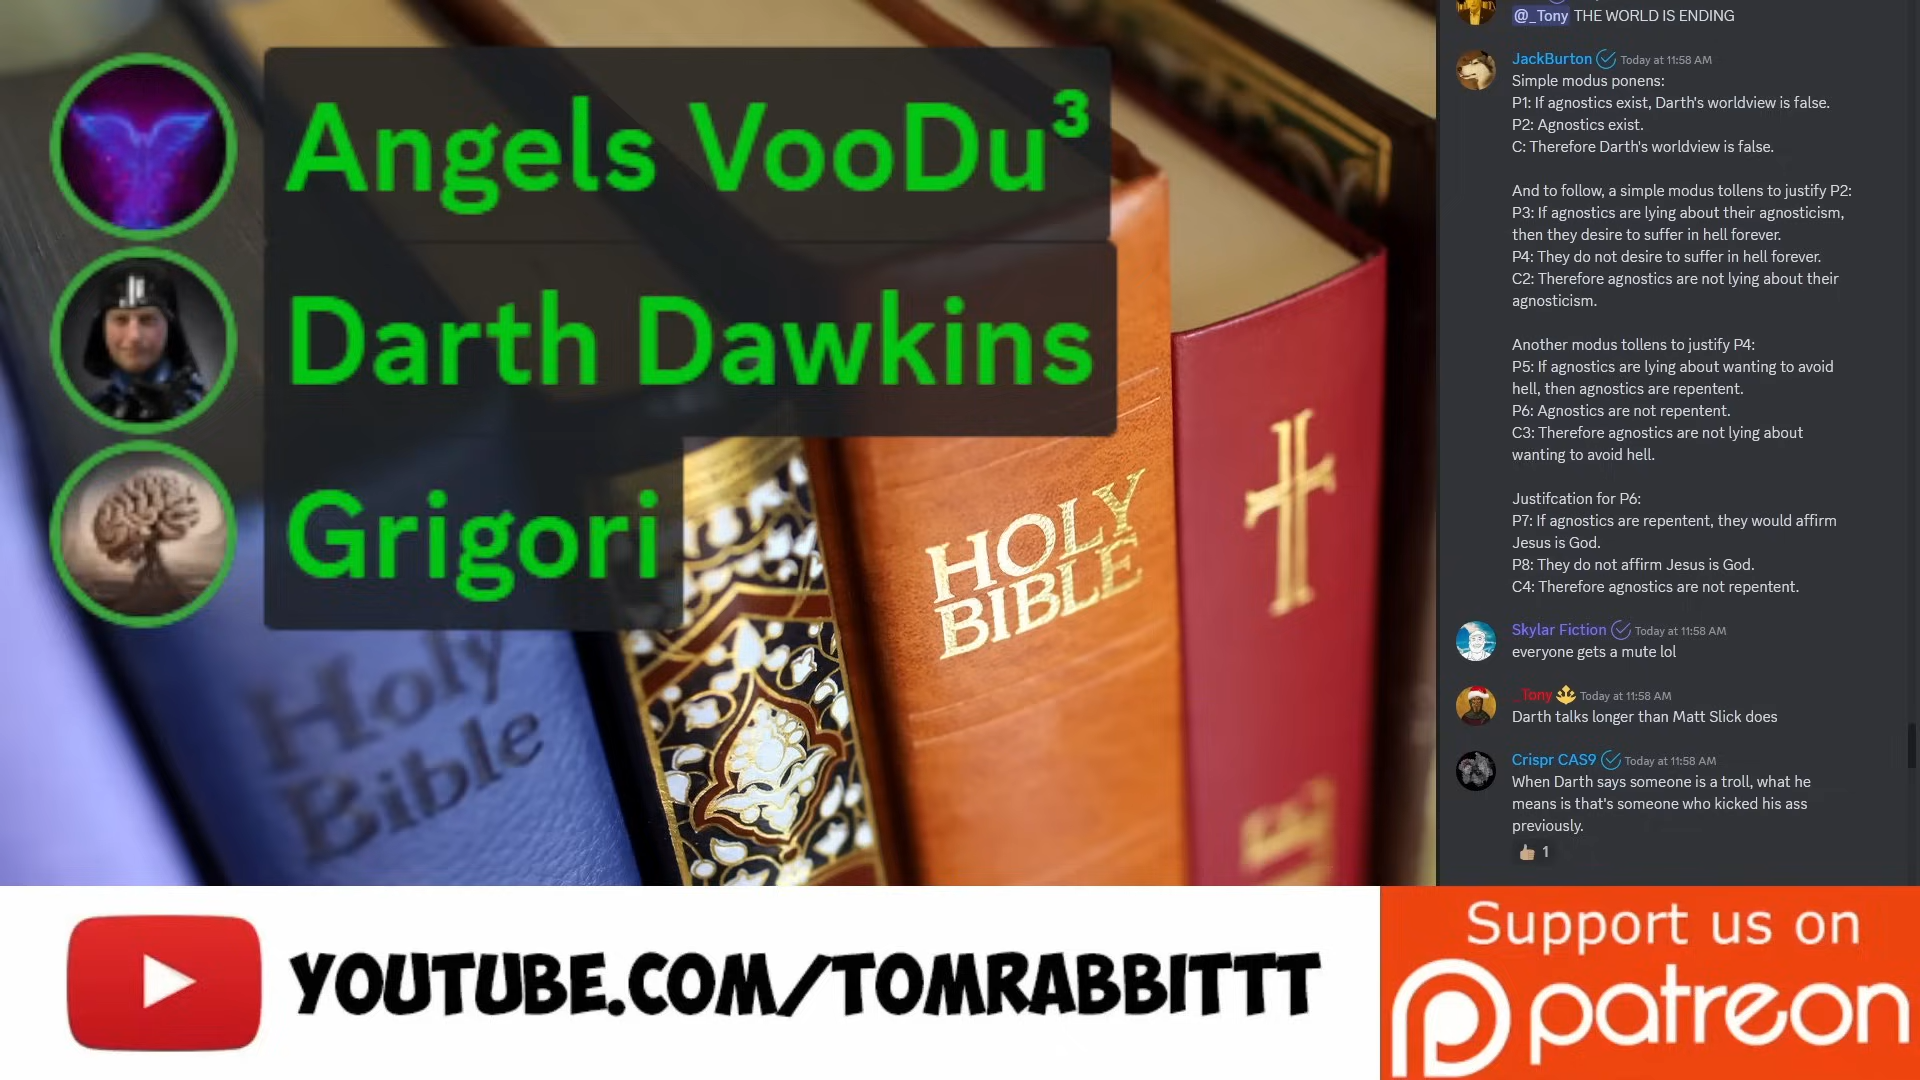 Angels VooDu³
Darth Dawkins
Grigori
Holy
Bible
HOLY
BIBLE
@_Tony THE WORLD IS ENDING
JackBurton Today at 11:58 AM
Simple modus ponens:
P1: If agnostics exist, Darth's worldview is false.
P2: Agnostics exist.
C: Therefore Darth's worldview is false.
And to follow, a simple modus tollens to justify P2:
P3: If agnostics are lying about their agnosticism,
then they desire to suffer in hell forever.
P4: They do not desire to suffer in hell forever.
C2: Therefore agnostics are not lying about their
agnosticism.
Another modus tollens to justify P4:
P5: If agnostics are lying about wanting to avoid
hell, then agnostics are repentent.
P6: Agnostics are not repentent.
C3: Therefore agnostics are not lying about
wanting to avoid hell.
Justifcation for P6:
P7: If agnostics are repentent, they would affirm
Jesus is God.
P8: They do not affirm Jesus is God.
C4: Therefore agnostics are not repentent.
Skylar Fiction Today at 11:58 AM
everyone gets a mute lol
_Tony Today at 11:58 AM
Darth talks longer than Matt Slick does
Crispr CAS9 Today at 11:58 AM
When Darth says someone is a troll, what he
means is that's someone who kicked his ass
previously.
1
YOUTUBE.COM/TOMRABBITTT
Support us on
patreon